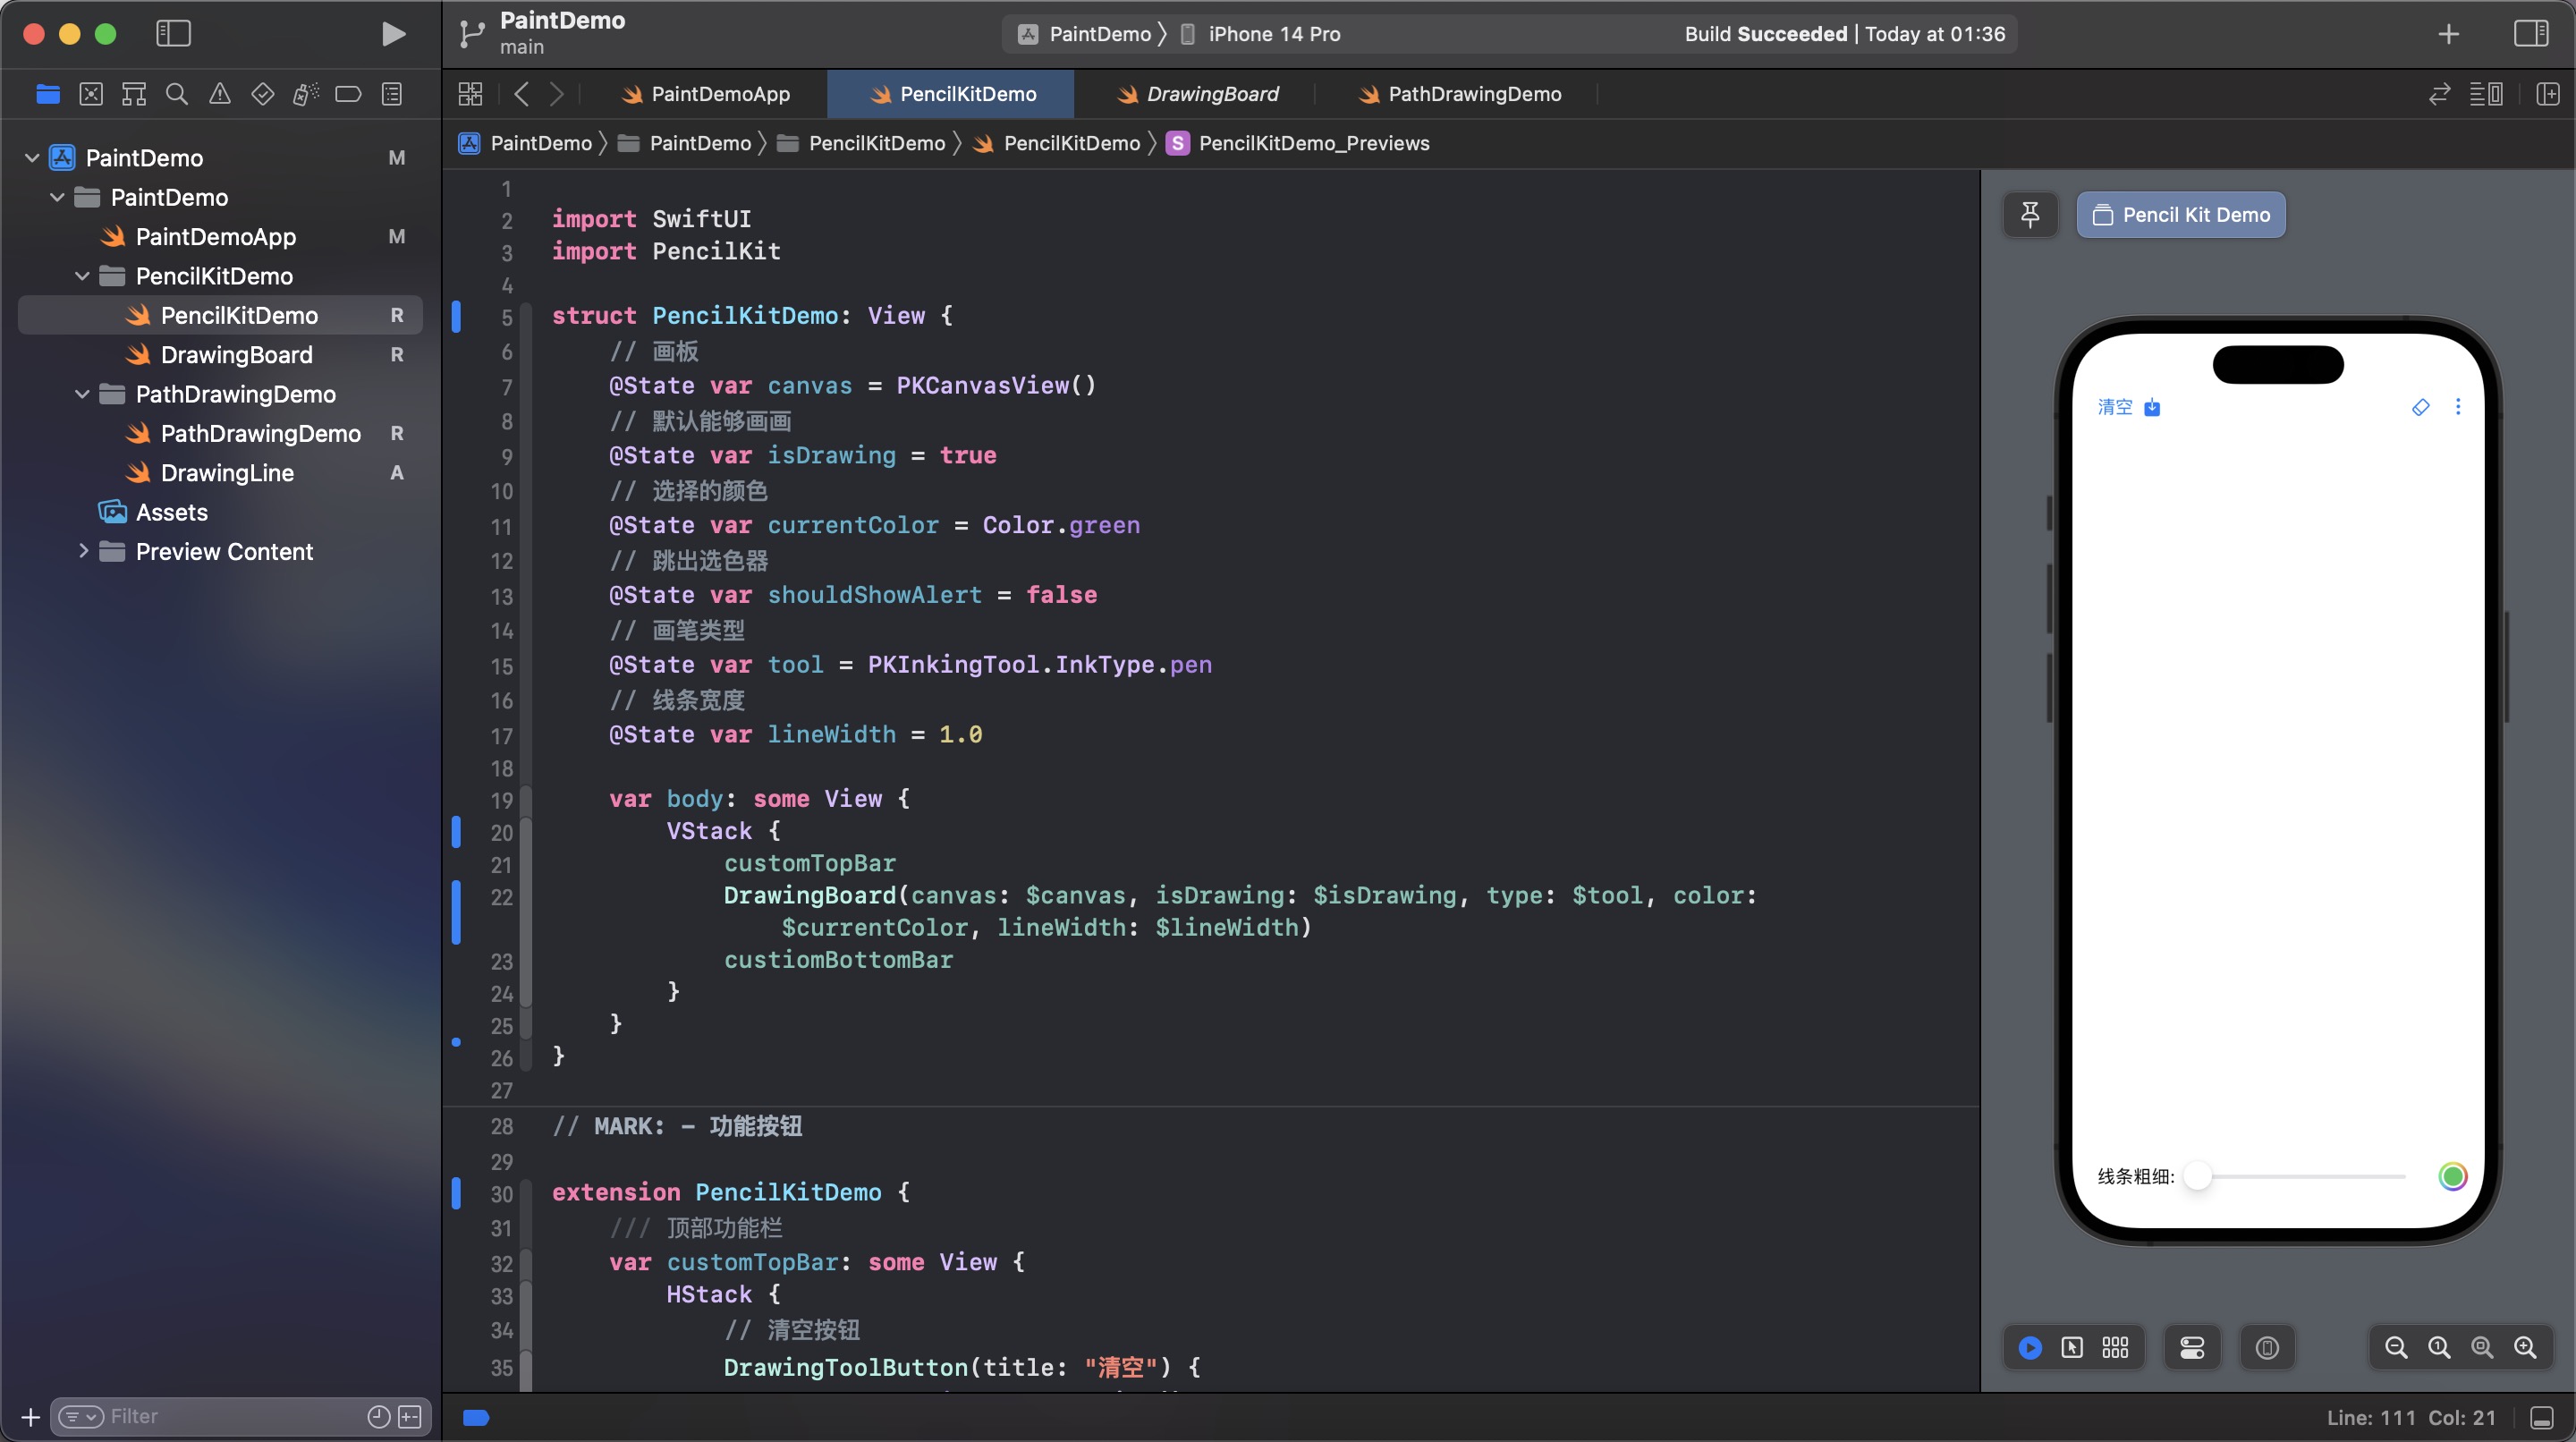 PaintDemo
main
PaintDemo 〉 iPhone 14 Pro
Build Succeeded | Today at 01:36
PaintDemoApp
PencilKitDemo
DrawingBoard
PathDrawingDemo
PaintDemo 〉 PaintDemo 〉 PencilKitDemo 〉 PencilKitDemo 〉 S PencilKitDemo_Previews
PaintDemo M
PaintDemo
PaintDemoApp M
PencilKitDemo
PencilKitDemo R
DrawingBoard R
PathDrawingDemo
PathDrawingDemo R
DrawingLine A
Assets
Preview Content
Filter
1
2 import SwiftUI
3 import PencilKit
4
5 struct PencilKitDemo: View {
6 // 画板
7 @State var canvas = PKCanvasView()
8 // 默认能够画画
9 @State var isDrawing = true
10 // 选择的颜色
11 @State var currentColor = Color.green
12 // 跳出选色器
13 @State var shouldShowAlert = false
14 // 画笔类型
15 @State var tool = PKInkingTool.InkType.pen
16 // 线条宽度
17 @State var lineWidth = 1.0
18
19 var body: some View {
20 VStack {
21 customTopBar
22 DrawingBoard(canvas: $canvas, isDrawing: $isDrawing, type: $tool, color:
$currentColor, lineWidth: $lineWidth)
23 custiomBottomBar
24 }
25 }
26 }
27
28 // MARK: - 功能按钮
29
30 extension PencilKitDemo {
31 /// 顶部功能栏
32 var customTopBar: some View {
33 HStack {
34 // 清空按钮
35 DrawingToolButton(title: "清空") {
Pencil Kit Demo
清空
线条粗细:
Line: 111 Col: 21